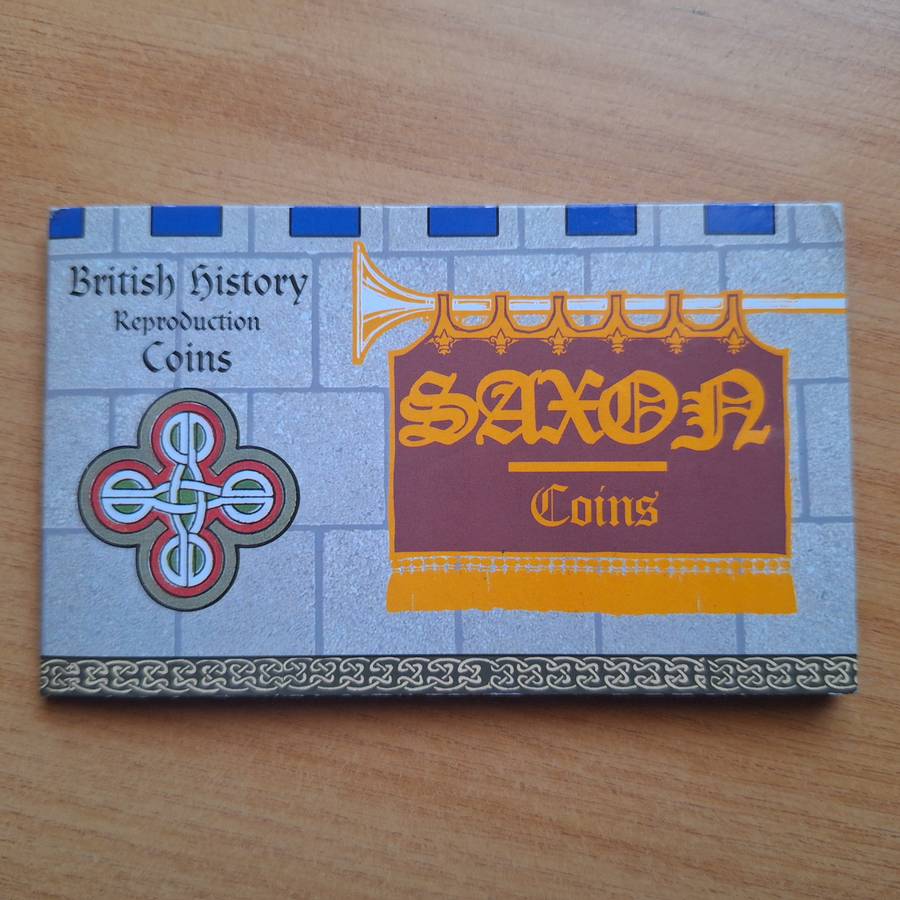 British History
Reproduction
Coins
SAXON
Coins